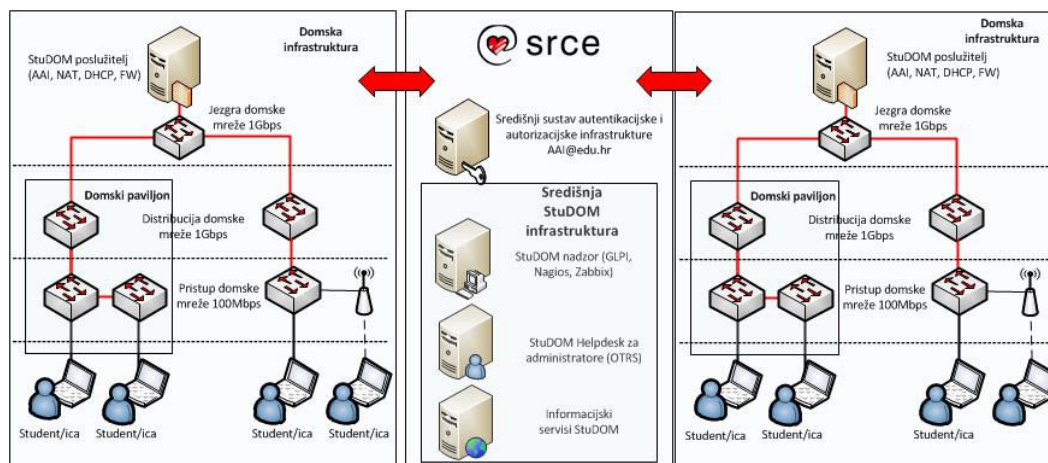 Domska
infrastruktura
StuDOM poslužitelj
(AAI, NAT, DHCP, FW)
Jezgra domske
mreže 1Gbps
Domski paviljon
Distribucija domske
mreže 1Gbps
Pristup domske
mreže 100Mbps
Student/ica
Student/ica
Student/ica
Student/ica
srce
Središnji sustav autentikacijske i
autorizacijske infrastrukture
AAI@edu.hr
Središnja
StuDOM
infrastruktura
StuDOM nadzor (GLPI,
Nagios, Zabbix)
StuDOM Helpdesk za
administratore (OTRS)
Informacijski
servisi StuDOM
Domska
infrastruktura
StuDOM poslužitelj
(AAI, NAT, DHCP, FW)
Jezgra domske
mreže 1Gbps
Domski paviljon
Distribucija domske
mreže 1Gbps
Pristup domske
mreže 100Mbps
Student/ica
Student/ica
Student/ica
Student/ica